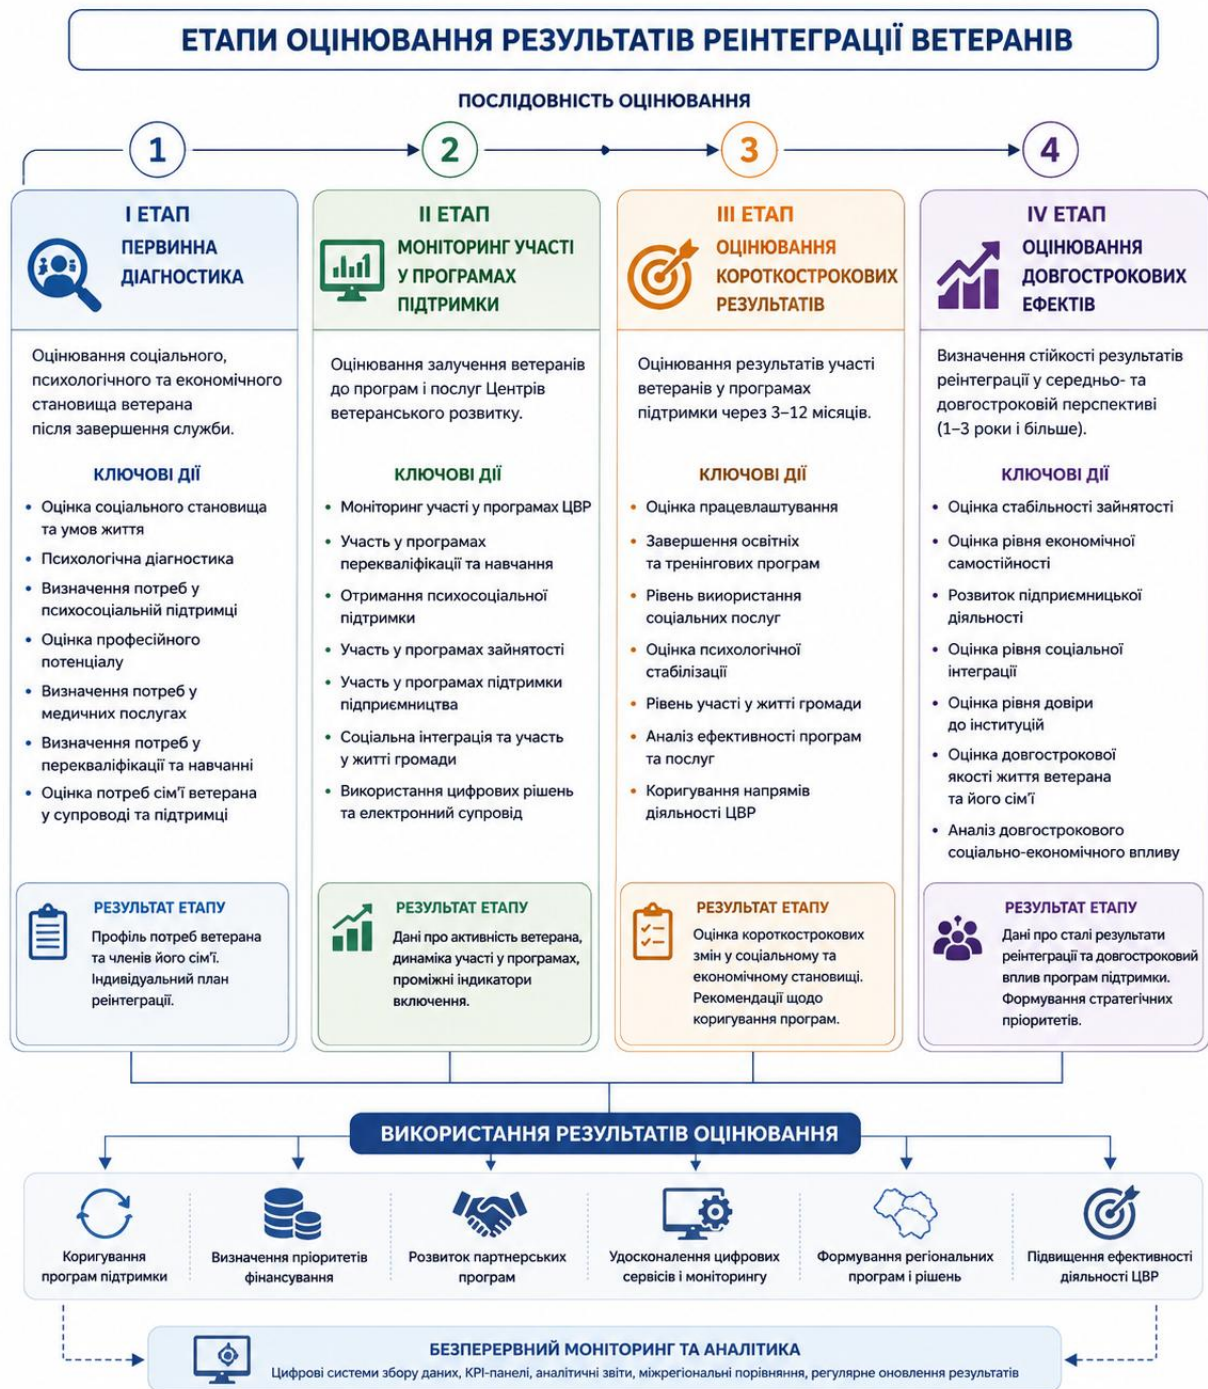 ЕТАПИ ОЦІНЮВАННЯ РЕЗУЛЬТАТІВ РЕІНТЕГРАЦІЇ ВЕТЕРАНІВ
ПОСЛІДОВНІСТЬ ОЦІНЮВАННЯ
1
2
3
4
І ЕТАП
ПЕРВИННА
ДІАГНОСТИКА
Оцінювання соціального,
психологічного та економічного
становища ветерана
після завершення служби.
КЛЮЧОВІ ДІЇ
• Оцінка соціального становища
та умов життя
• Психологічна діагностика
• Визначення потреб у
психосоціальній підтримці
• Оцінка професійного
потенціалу
• Визначення потреб у
медичних послугах
• Визначення потреб у
перекваліфікації та навчанні
• Оцінка потреб сім'ї ветерана
у супроводі та підтримці
РЕЗУЛЬТАТ ЕТАПУ
Профіль потреб ветерана
та членів його сім'ї.
Індивідуальний план
реінтеграції.
ІІ ЕТАП
МОНІТОРИНГ УЧАСТІ
У ПРОГРАМАХ
ПІДТРИМКИ
Оцінювання залучення ветеранів
до програм і послуг Центрів
ветеранського розвитку.
КЛЮЧОВІ ДІЇ
• Моніторинг участі у програмах ЦВР
• Участь у програмах
перекваліфікації та навчання
• Отримання психосоціальної
підтримки
• Участь у програмах зайнятості
• Участь у програмах підтримки
підприємництва
• Соціальна інтеграція та участь
у житті громади
• Використання цифрових рішень
та електронний супровід
РЕЗУЛЬТАТ ЕТАПУ
Дані про активність ветерана,
динаміка участі у програмах,
проміжні індикатори
включення.
ІІІ ЕТАП
ОЦІНЮВАННЯ
КОРОТКОСТРОКОВИХ
РЕЗУЛЬТАТІВ
Оцінювання результатів участі
ветеранів у програмах
підтримки через 3–12 місяців.
КЛЮЧОВІ ДІЇ
• Оцінка працевлаштування
• Завершення освітніх
та тренінгових програм
• Рівень використання
соціальних послуг
• Оцінка психологічної
стабілізації
• Рівень участі у житті громади
• Аналіз ефективності програм
та послуг
• Коригування напрямів
діяльності ЦВР
РЕЗУЛЬТАТ ЕТАПУ
Оцінка короткострокових
змін у соціальному та
економічному становищі.
Рекомендації щодо
коригування програм.
IV ЕТАП
ОЦІНЮВАННЯ
ДОВГОСТРОКОВИХ
ЕФЕКТІВ
Визначення стійкості результатів
реінтеграції у середньо- та
довгостроковій перспективі
(1–3 роки і більше).
КЛЮЧОВІ ДІЇ
• Оцінка стабільності зайнятості
• Оцінка рівня економічної
самостійності
• Розвиток підприємницької
діяльності
• Оцінка рівня соціальної
інтеграції
• Оцінка рівня довіри
до інституцій
• Оцінка довгострокової
якості життя ветерана
та його сім'ї
• Аналіз довгострокового
соціально-економічного впливу
РЕЗУЛЬТАТ ЕТАПУ
Дані про сталі результати
реінтеграції та довгостроковий
вплив програм підтримки.
Формування стратегічних
пріоритетів.
ВИКОРИСТАННЯ РЕЗУЛЬТАТІВ ОЦІНЮВАННЯ
Коригування
програм підтримки
Визначення пріоритетів
фінансування
Розвиток партнерських
програм
Удосконалення цифрових
сервісів і моніторингу
Формування регіональних
програм і рішень
Підвищення ефективності
діяльності ЦВР
БЕЗПЕРЕРВНИЙ МОНІТОРИНГ ТА АНАЛІТИКА
Цифрові системи збору даних, KPI-панелі, аналітичні звіти, міжрегіональні порівняння, регулярне оновлення результатів